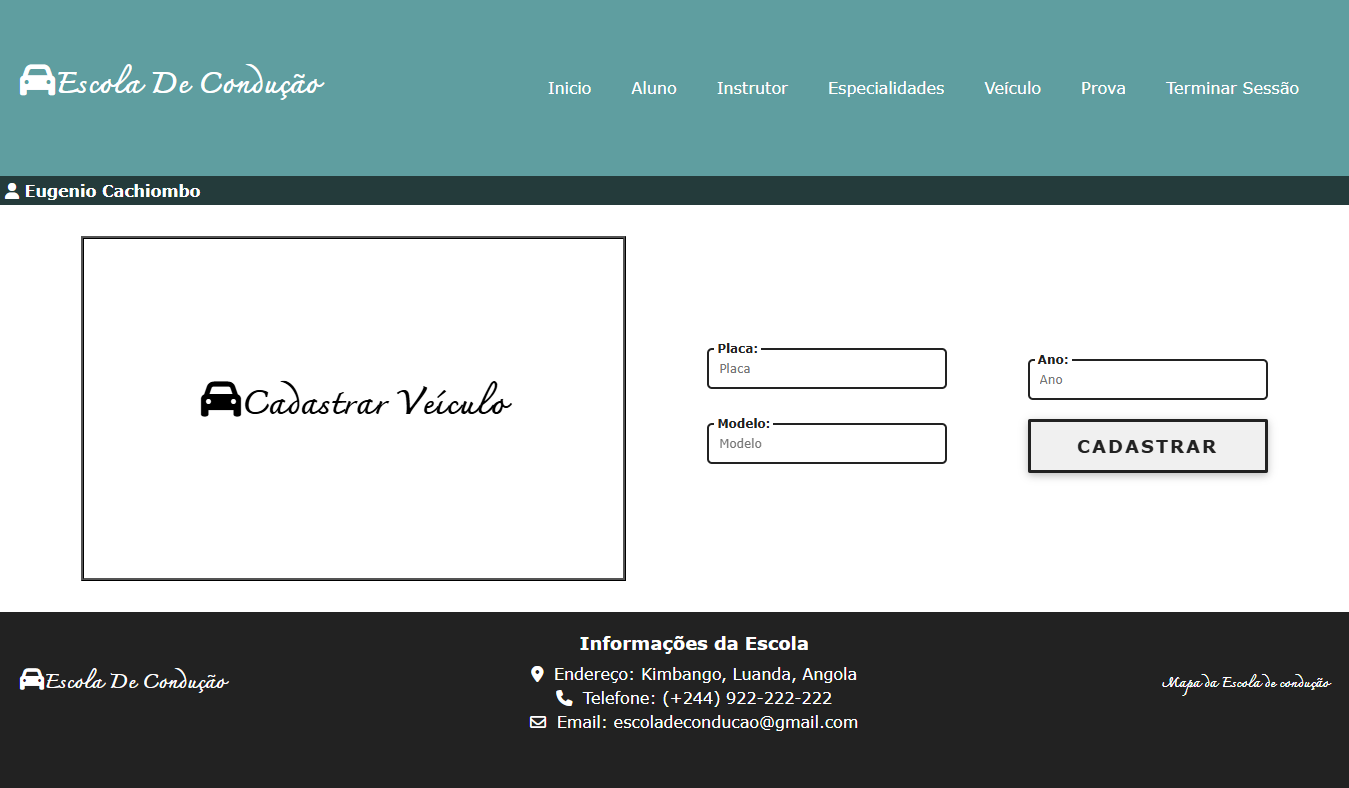 Escola De Condução
Inicio Aluno Instrutor Especialidades Veículo Prova Terminar Sessão
Eugenio Cachiombo
Cadastrar Veículo
Placa:
Placa
Modelo:
Modelo
Ano:
Ano
CADASTRAR
Escola De Condução
Informações da Escola
Endereço: Kimbango, Luanda, Angola
Telefone: (+244) 922-222-222
Email: escoladeconducao@gmail.com
Mapa da Escola de condução